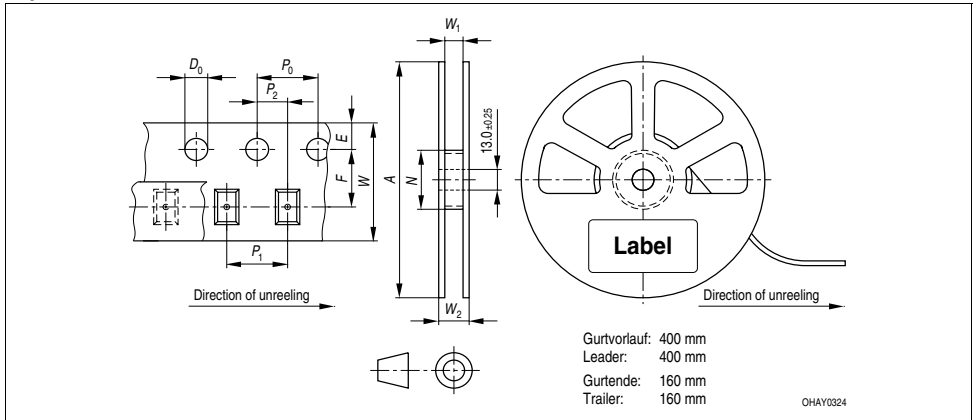 W1
D0
P0
P2
E
F
W
A
N
13.0 ±0.25
Label
P1
Direction of unreeling
W2
Direction of unreeling
Gurtvorlauf: 400 mm
Leader: 400 mm
Gurtende: 160 mm
Trailer: 160 mm
OHAY0324